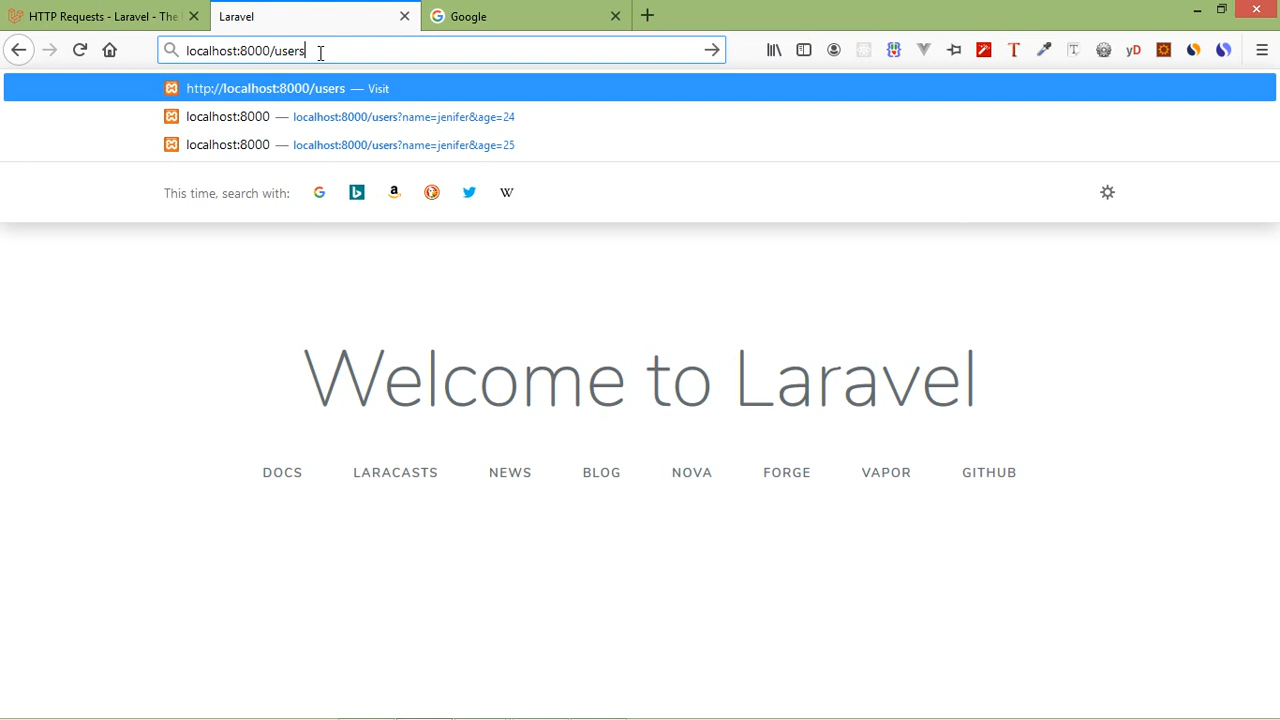 HTTP Requests - Laravel - The
Laravel
Google
localhost:8000/users
http://localhost:8000/users — Visit
localhost:8000 — localhost:8000/users?name=jenifer&age=24
localhost:8000 — localhost:8000/users?name=jenifer&age=25
This time, search with:
Welcome to Laravel
DOCS LARACASTS NEWS BLOG NOVA FORGE VAPOR GITHUB